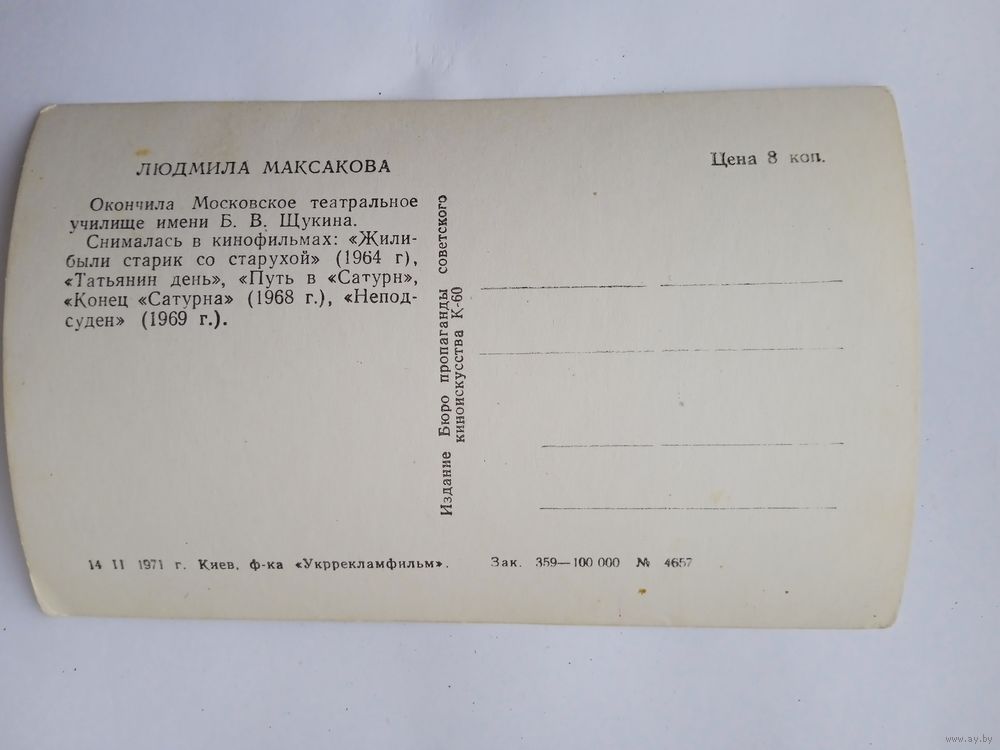 ЛЮДМИЛА МАКСАКОВА
Окончила Московское театральное
училище имени Б. В. Щукина.
Снималась в кинофильмах: «Жили-
были старик со старухой» (1964 г),
«Татьянин день», «Путь в «Сатурн»,
«Конец «Сатурна» (1968 г.), «Непод-
суден» (1969 г.).
Издание Бюро пропаганды советского
киноискусства К-60
Цена 8 коп.
14 II 1971 г. Киев, ф-ка «Укррекламфильм». Зак. 359—100 000 № 4657
www.ay.by